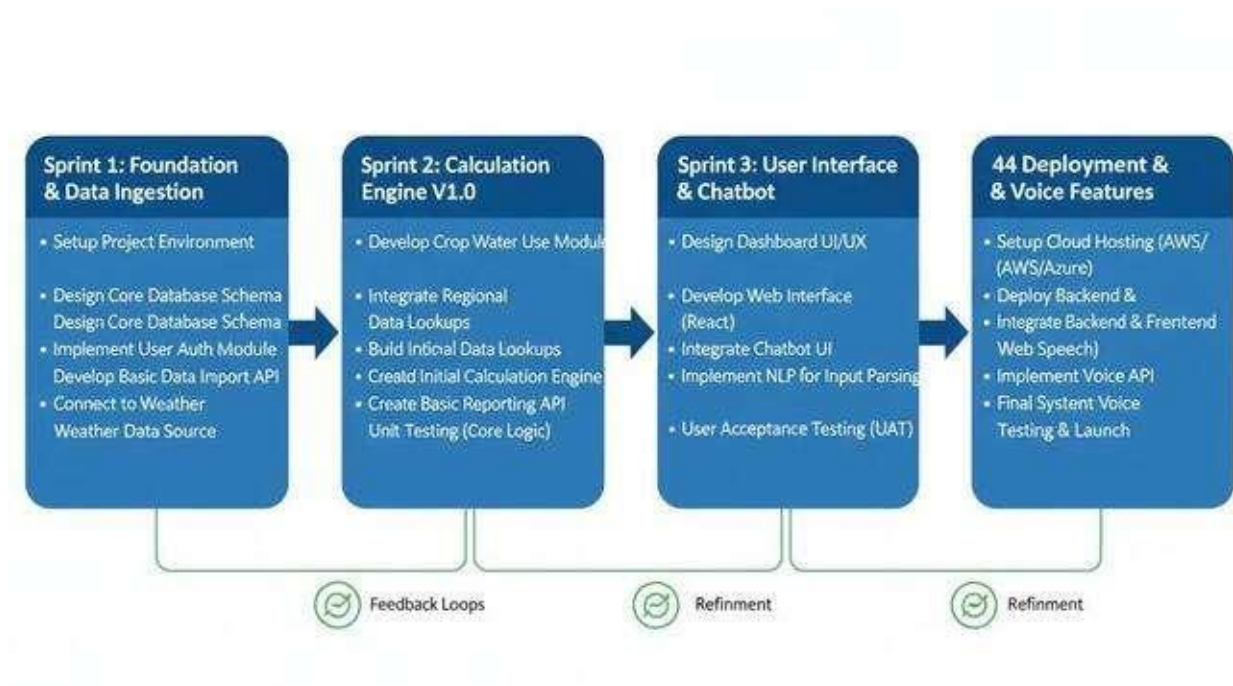 Sprint 1: Foundation
& Data Ingestion
• Setup Project Environment
• Design Core Database Schema
Design Core Database Schema
• Implement User Auth Module
Develop Basic Data Import API
• Connect to Weather
Weather Data Source
Sprint 2: Calculation
Engine V1.0
• Develop Crop Water Use Module
• Integrate Regional
Data Lookups
• Build Intional Data Lookups
• Creatd Initial Calculation Engine
• Create Basic Reporting API
Unit Testing (Core Logic)
Sprint 3: User Interface
& Chatbot
• Design Dashboard UI/UX
• Develop Web Interface
(React)
• Integrate Chatbot UI
• Implement NLP for Input Parsing
• User Acceptance Testing (UAT)
44 Deployment &
& Voice Features
• Setup Cloud Hosting (AWS/
(AWS/Azure)
• Deploy Backend &
• Integrate Backend & Frentend
Web Speech)
• Implement Voice API
• Final Systent Voice
Testing & Launch
Feedback Loops
Refinment
Refinment